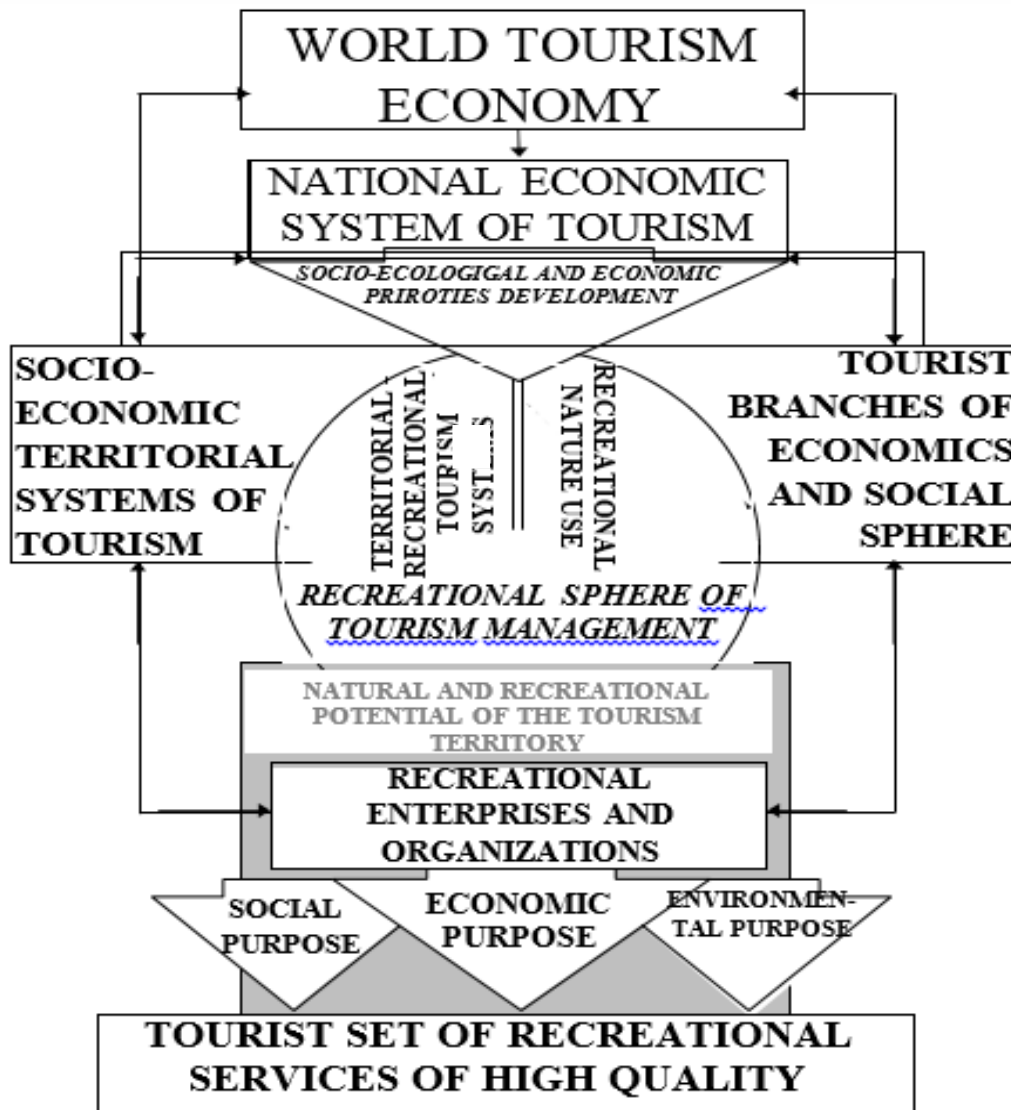 WORLD TOURISM
ECONOMY
NATIONAL ECONOMIC
SYSTEM OF TOURISM
SOCIO-ECOLOGIGAL AND ECONOMIC
PRIROTIES DEVELOPMENT
SOCIO-
ECONOMIC
TERRITORIAL
SYSTEMS OF
TOURISM
TERRITORIAL -
RECREATIONAL
TOURISM
RECREATIONAL
NATURE USE
TOURIST
BRANCHES OF
ECONOMICS
AND SOCIAL
SPHERE
RECREATIONAL SPHERE OF
TOURISM MANAGEMENT
NATURAL AND RECREATIONAL
POTENTIAL OF THE TOURISM
TERRITORY
RECREATIONAL
ENTERPRISES AND
ORGANIZATIONS
SOCIAL
PURPOSE
ECONOMIC
PURPOSE
ENVIRONMEN-
TAL PURPOSE
TOURIST SET OF RECREATIONAL
SERVICES OF HIGH QUALITY